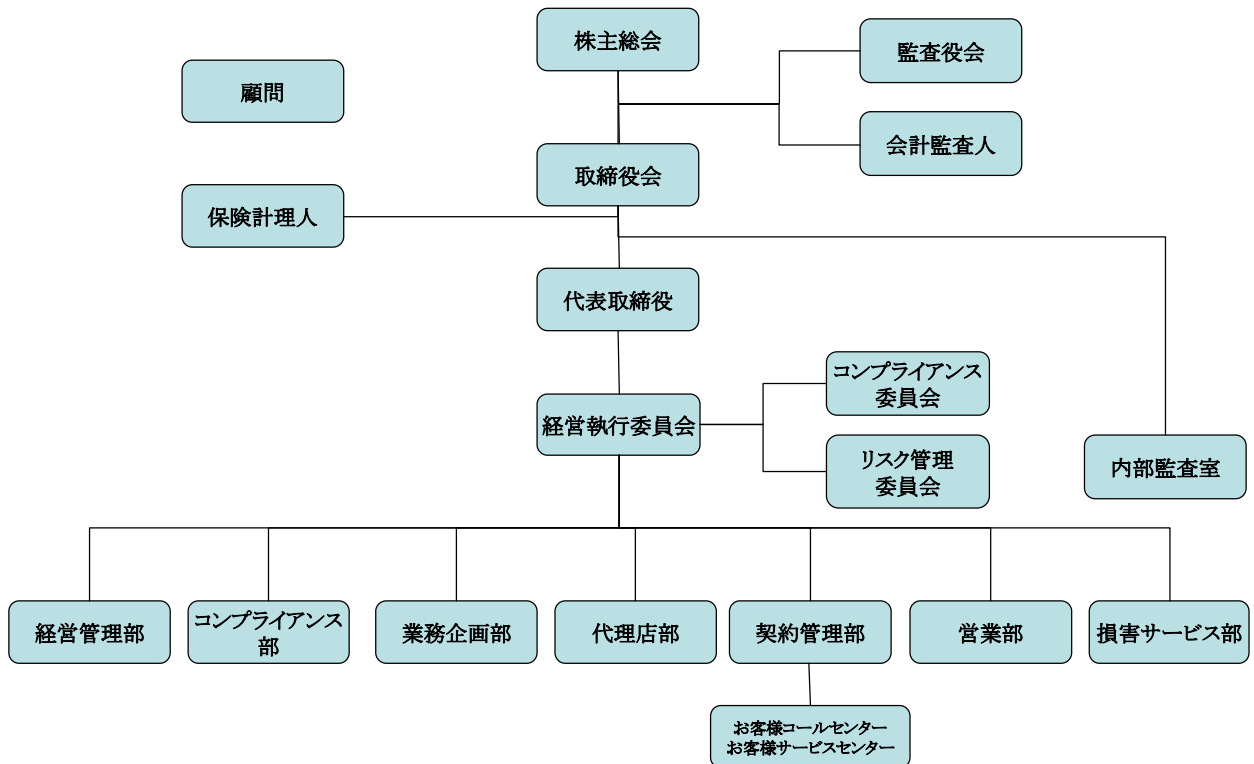 株主総会
監査役会
顧問
会計監査人
取締役会
保険計理人
代表取締役
コンプライアンス
委員会
経営執行委員会
リスク管理
委員会
内部監査室
経営管理部
コンプライアンス
部
業務企画部
代理店部
契約管理部
営業部
損害サービス部
お客様コールセンター
お客様サービスセンター